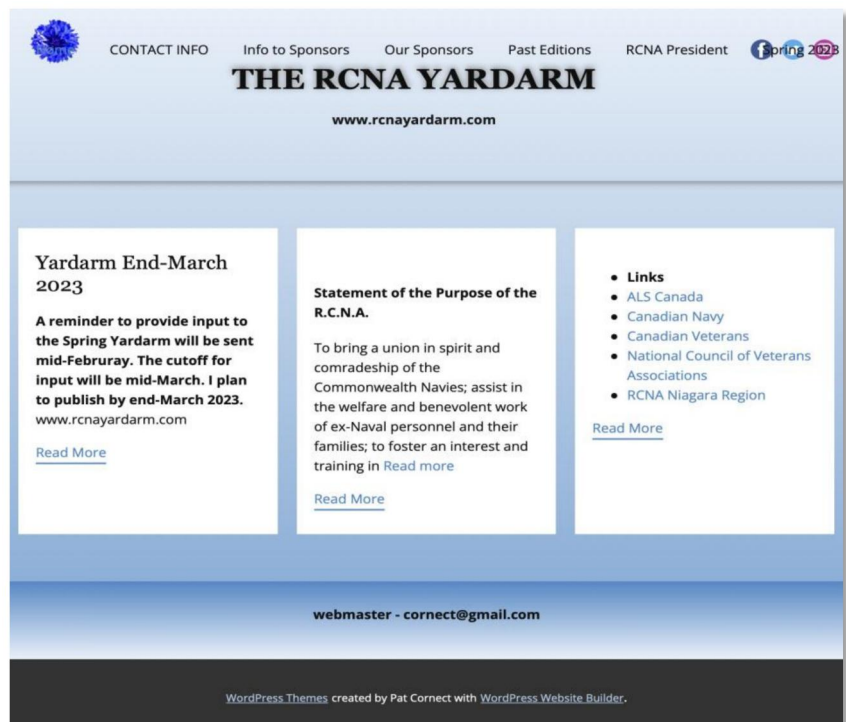 CONTACT INFO Info to Sponsors Our Sponsors Past Editions RCNA President Spring 2023
THE RCNA YARDARM
www.rcnayardarm.com
Yardarm End-March
2023
A reminder to provide input to
the Spring Yardarm will be sent
mid-Februray. The cutoff for
input will be mid-March. I plan
to publish by end-March 2023.
www.rcnayardarm.com
Read More
Statement of the Purpose of the
R.C.N.A.
To bring a union in spirit and
comradeship of the
Commonwealth Navies; assist in
the welfare and benevolent work
of ex-Naval personnel and their
families; to foster an interest and
training in Read more
Read More
• Links
• ALS Canada
• Canadian Navy
• Canadian Veterans
• National Council of Veterans
Associations
• RCNA Niagara Region
Read More
webmaster - cornect@gmail.com
WordPress Themes created by Pat Cornect with WordPress Website Builder.